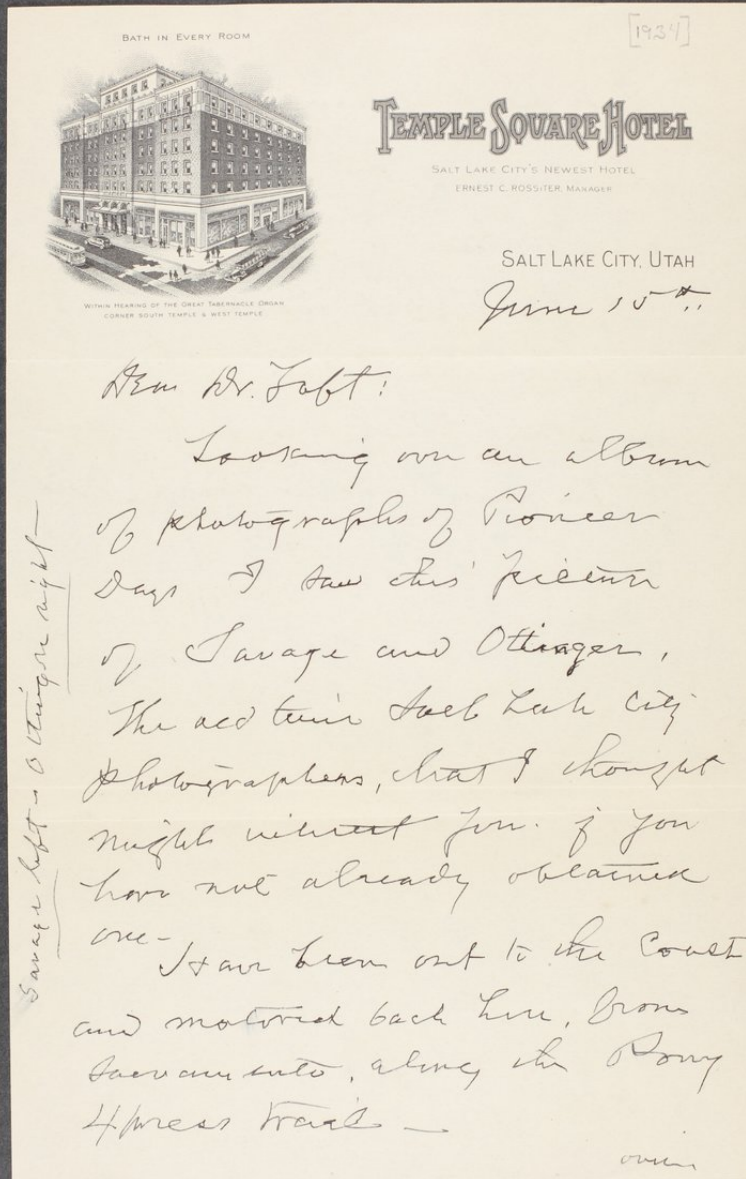 BATH IN EVERY ROOM
[1934]
TEMPLE SQUARE HOTEL
SALT LAKE CITY'S NEWEST HOTEL
ERNEST C. ROSSITER, MANAGER
WITHIN HEARING OF THE GREAT TABERNACLE ORGAN
CORNER SOUTH TEMPLE & WEST TEMPLE
SALT LAKE CITY, UTAH
June 15th.
Dear Dr. Taft:
Looking over an album
of photographs of Pioneer
Days I saw this picture
of Savage and Ottinger,
The old time Salt Lake City
photographers, that I thought
might interest you. if you
have not already obtained
one-
Have been out to the Coast
and motored back here, from
Sacramento, along the Pony
Xpress trail —
over
Savage left - Ottinger right —